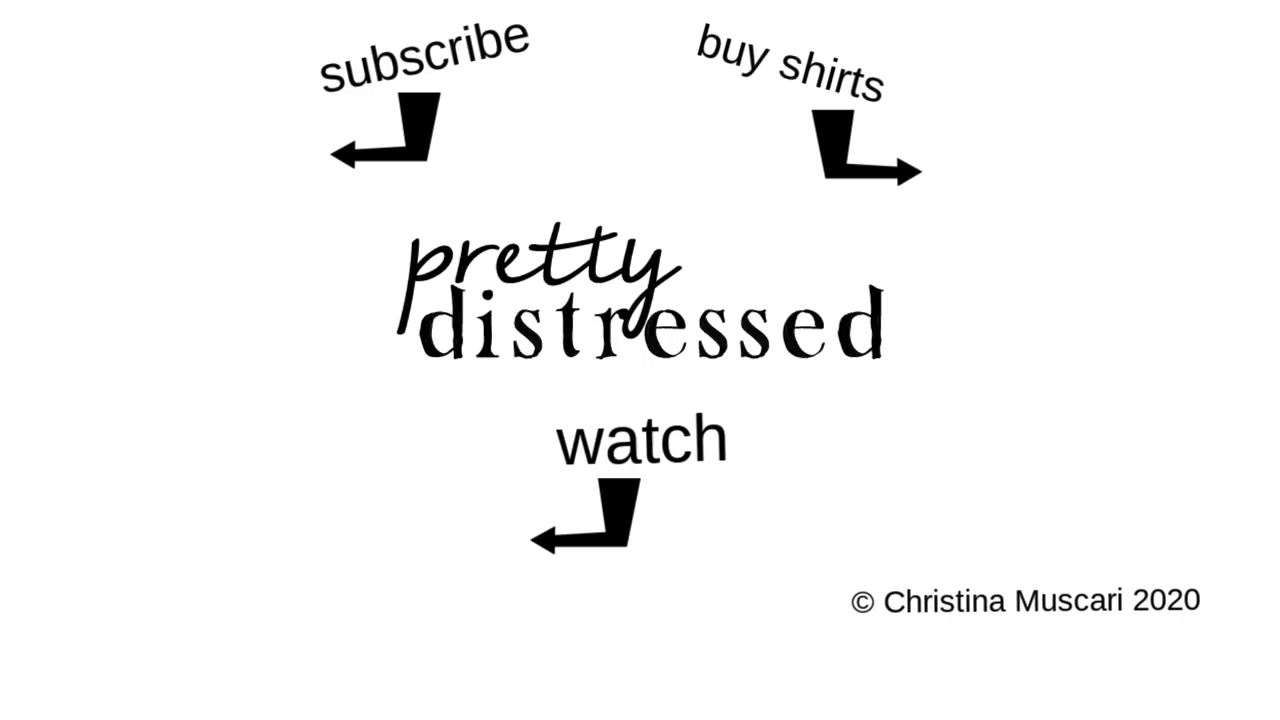 subscribe
buy shirts
pretty
distressed
watch
© Christina Muscari 2020